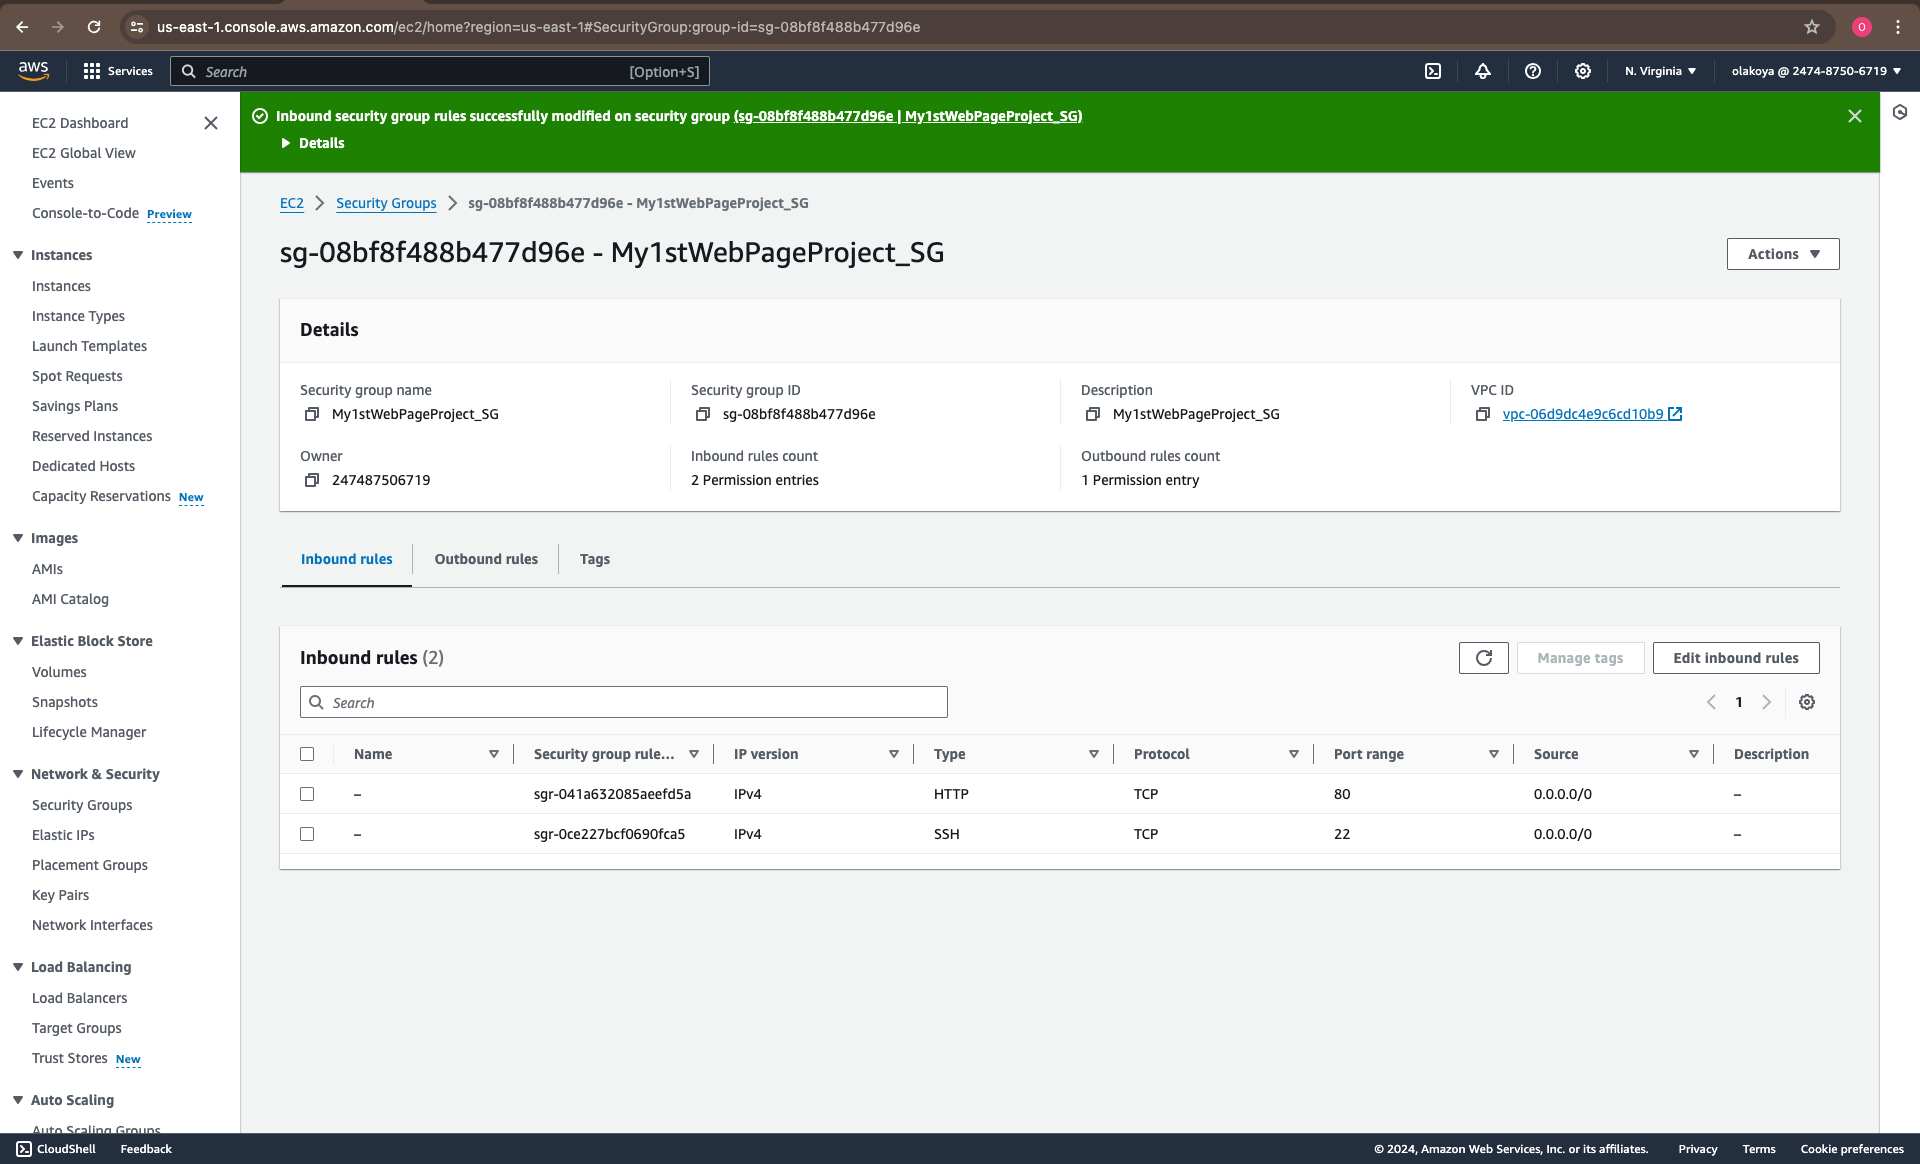 us-east-1.console.aws.amazon.com/ec2/home?region=us-east-1#SecurityGroup:group-id=sg-08bf8f488b477d96e
O
aws
Services
Search
[Option+S]
N. Virginia
olakoya @ 2474-8750-6719
EC2 Dashboard
EC2 Global View
Events
Console-to-Code Preview
Instances
Instances
Instance Types
Launch Templates
Spot Requests
Savings Plans
Reserved Instances
Dedicated Hosts
Capacity Reservations New
Images
AMIs
AMI Catalog
Elastic Block Store
Volumes
Snapshots
Lifecycle Manager
Network & Security
Security Groups
Elastic IPs
Placement Groups
Key Pairs
Network Interfaces
Load Balancing
Load Balancers
Target Groups
Trust Stores New
Auto Scaling
Auto Scaling Groups
Inbound security group rules successfully modified on security group (sg-08bf8f488b477d96e | My1stWebPageProject_SG)
Details
EC2 > Security Groups > sg-08bf8f488b477d96e - My1stWebPageProject_SG
sg-08bf8f488b477d96e - My1stWebPageProject_SG
Actions
Details
Security group name
My1stWebPageProject_SG
Security group ID
sg-08bf8f488b477d96e
Description
My1stWebPageProject_SG
VPC ID
vpc-06d9dc4e9c6cd10b9
Owner
247487506719
Inbound rules count
2 Permission entries
Outbound rules count
1 Permission entry
Inbound rules
Outbound rules
Tags
Inbound rules (2)
Manage tags
Edit inbound rules
Search
1
Name Security group rule... IP version Type Protocol Port range Source Description
– sgr-041a632085aeefd5a IPv4 HTTP TCP 80 0.0.0.0/0 –
– sgr-0ce227bcf0690fca5 IPv4 SSH TCP 22 0.0.0.0/0 –
CloudShell
Feedback
© 2024, Amazon Web Services, Inc. or its affiliates.
Privacy
Terms
Cookie preferences